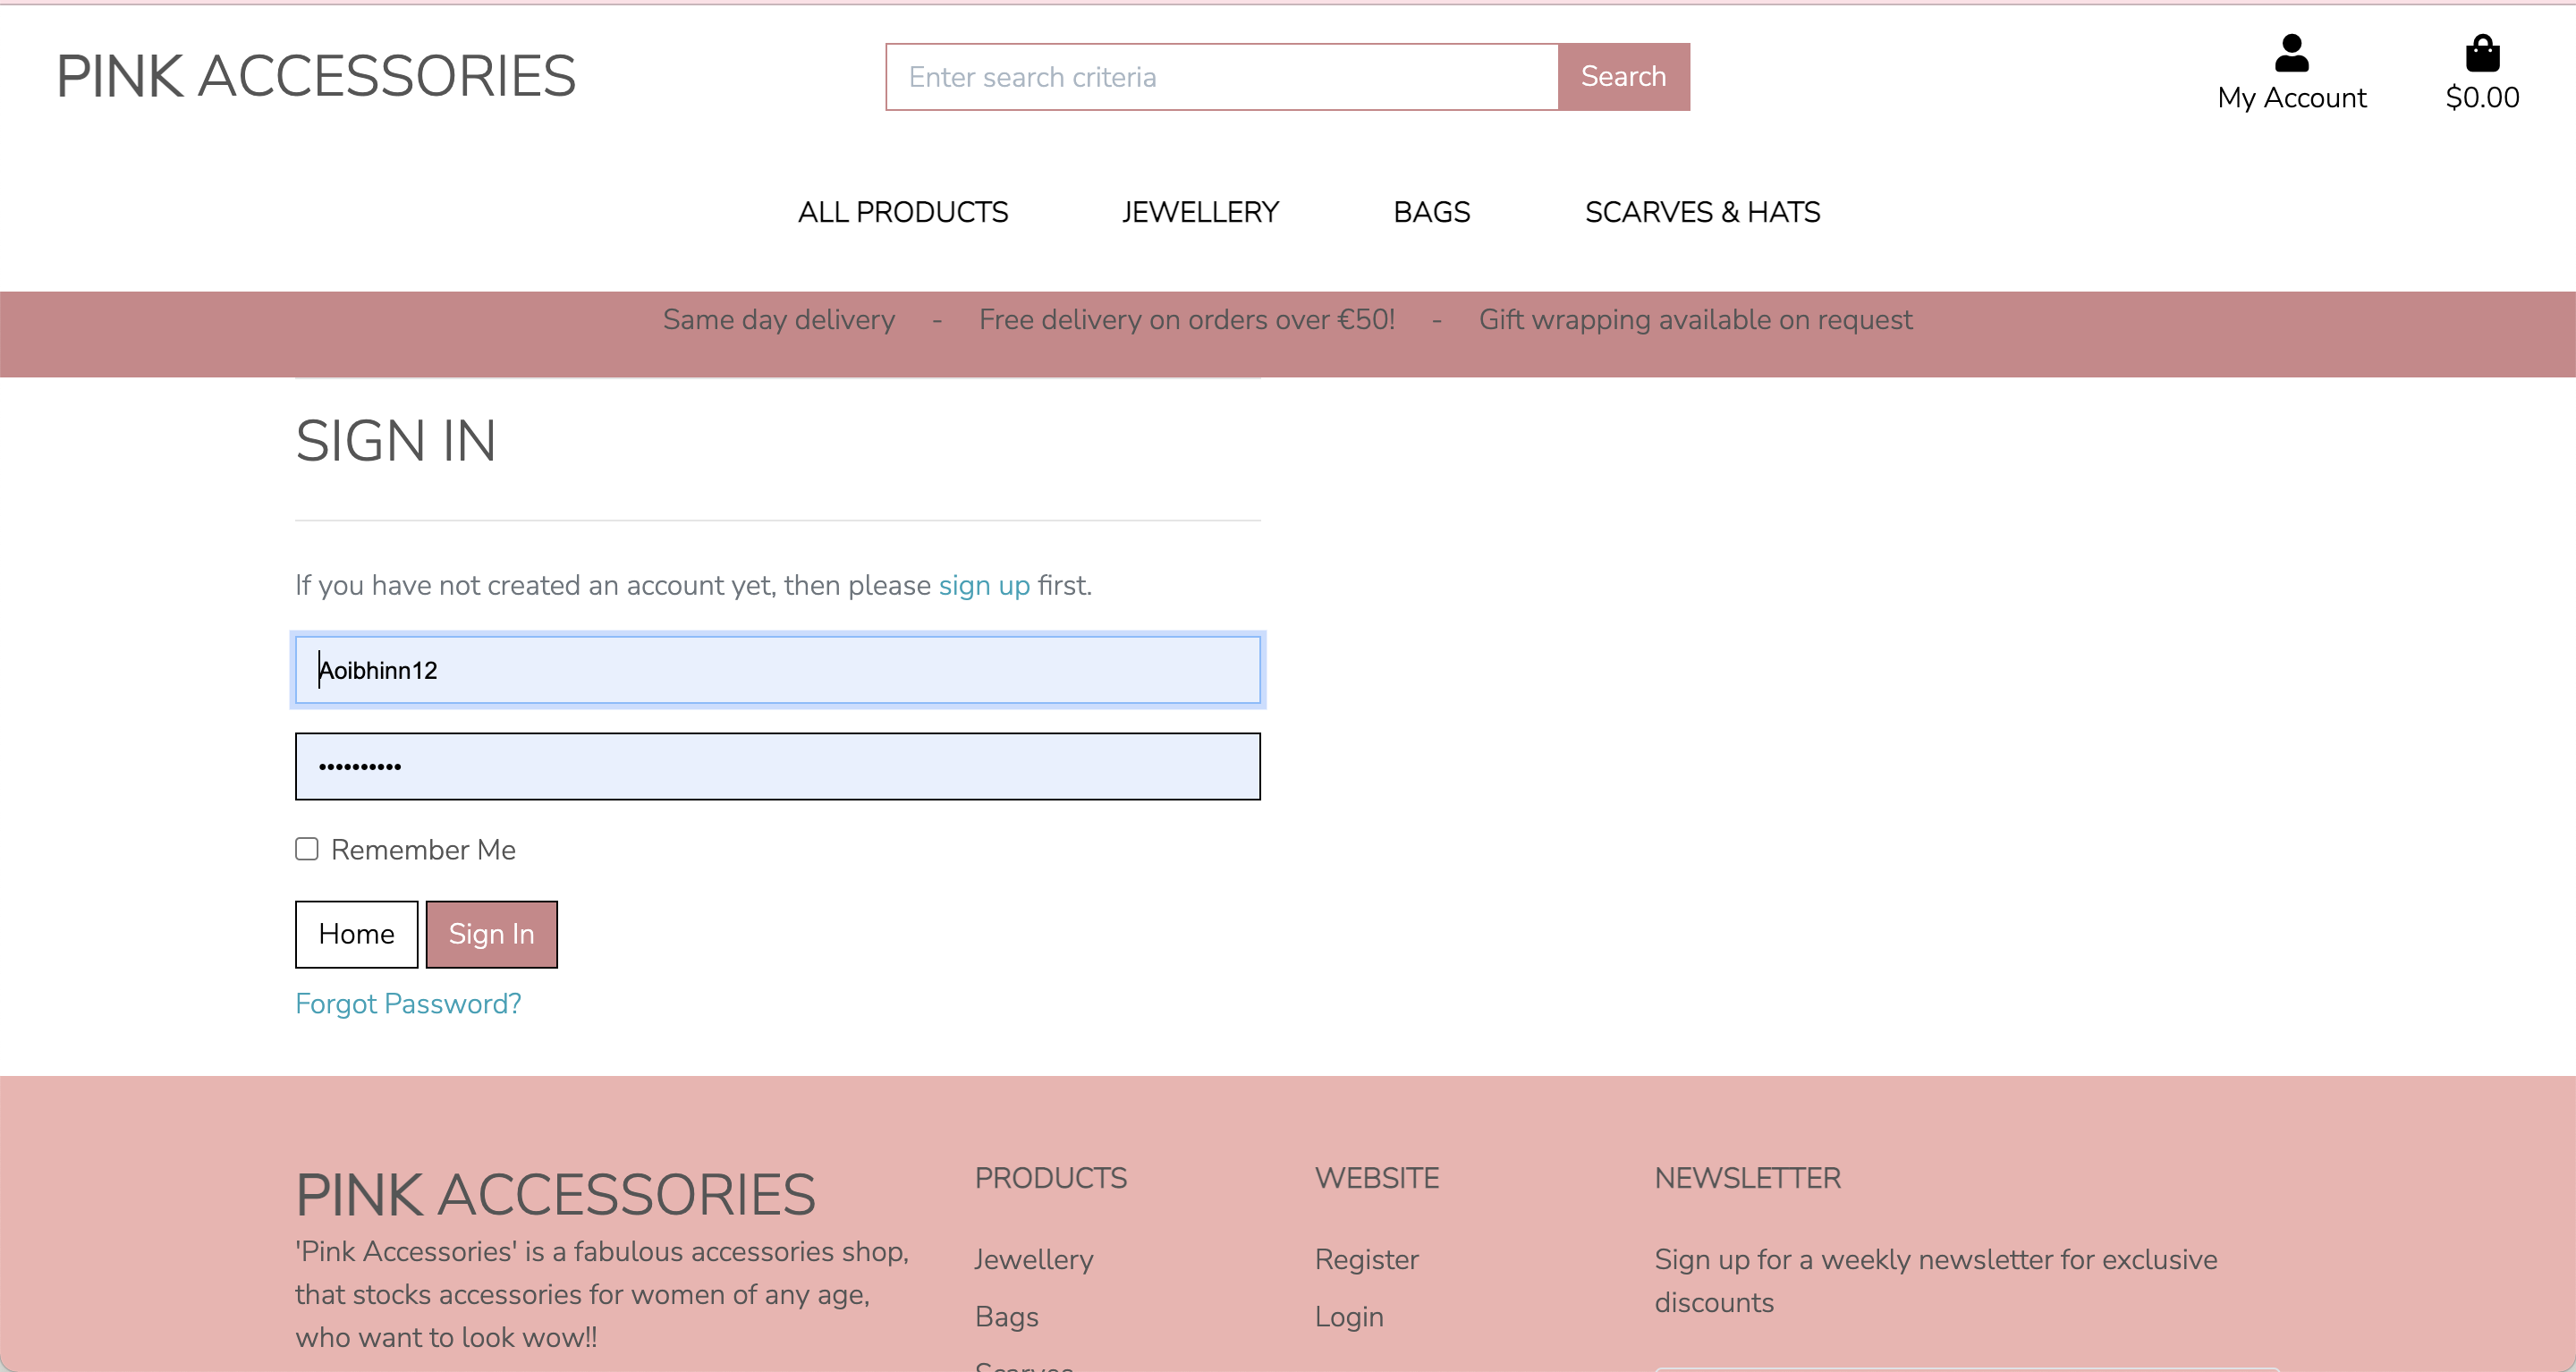 PINK ACCESSORIES
Enter search criteria
Search
My Account
$0.00
ALL PRODUCTS
JEWELLERY
BAGS
SCARVES & HATS
Same day delivery - Free delivery on orders over €50! - Gift wrapping available on request
SIGN IN
If you have not created an account yet, then please sign up first.
Aoibhinn12
••••••••••
Remember Me
Home
Sign In
Forgot Password?
PINK ACCESSORIES
'Pink Accessories' is a fabulous accessories shop,
that stocks accessories for women of any age,
who want to look wow!!
PRODUCTS
Jewellery
Bags
WEBSITE
Register
Login
NEWSLETTER
Sign up for a weekly newsletter for exclusive
discounts